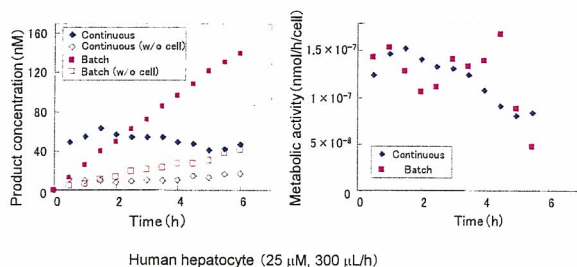 Product concentration (nM)
160
120
80
40
0
Continuous
Continuous (w/o cell)
Batch
Batch (w/o cell)
0 2 4 6
Time (h)
Metabolic activity (nmol/h/cell)
1.5×10⁻⁷
1×10⁻⁷
5×10⁻⁸
Continuous
Batch
0 2 4 6
Time (h)
Human hepatocyte (25 μM, 300 μL/h)